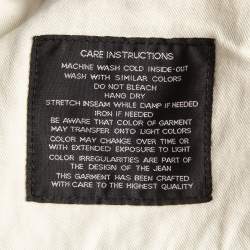 CARE INSTRUCTIONS
MACHINE WASH COLD INSIDE-OUT
WASH WITH SIMILAR COLORS
DO NOT BLEACH
HANG DRY
STRETCH INSEAM WHILE DAMP IF NEEDED
IRON IF NEEDED
BE AWARE THAT COLOR OF GARMENT
MAY TRANSFER ONTO LIGHT COLORS
COLOR MAY CHANGE OVER TIME OR
WITH EXTENDED EXPOSURE TO LIGHT
COLOR IRREGULARITIES ARE PART OF
THE DESIGN OF THE JEAN
THIS GARMENT HAS BEEN CRAFTED
WITH CARE TO THE HIGHEST QUALITY